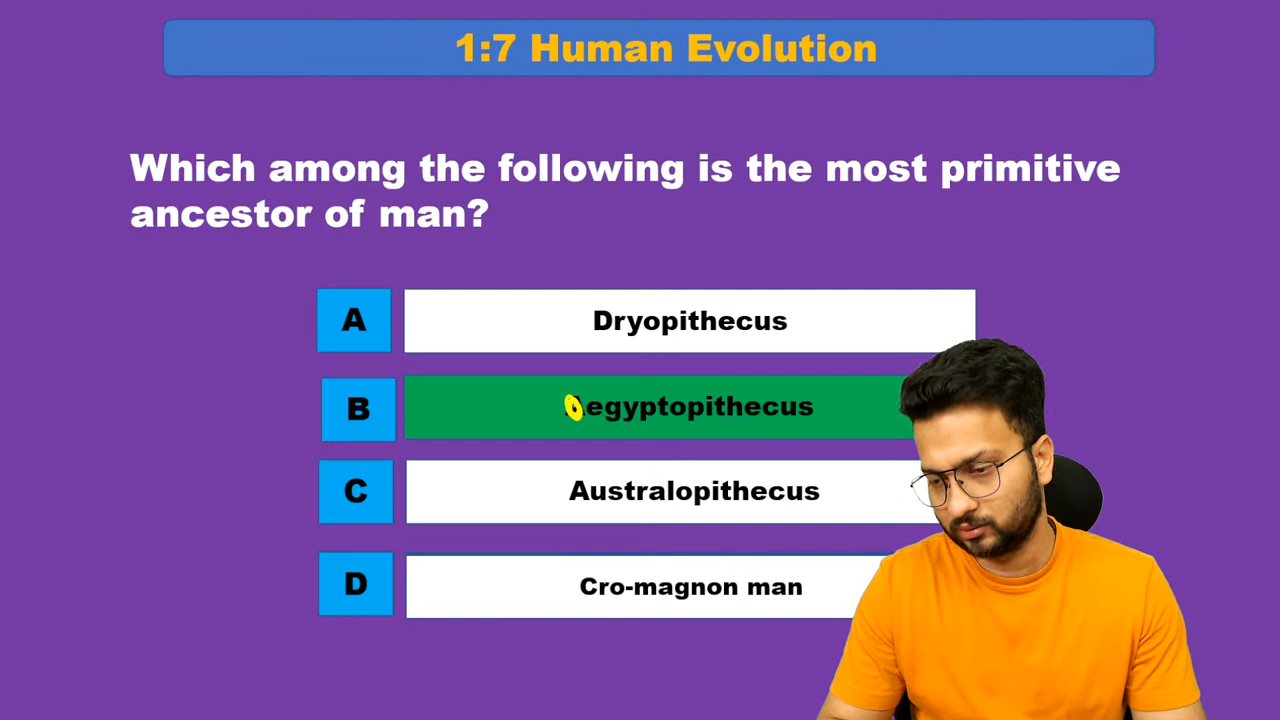 1:7 Human Evolution
Which among the following is the most primitive
ancestor of man?
A
Dryopithecus
B
Aegyptopithecus
C
Australopithecus
D
Cro-magnon man